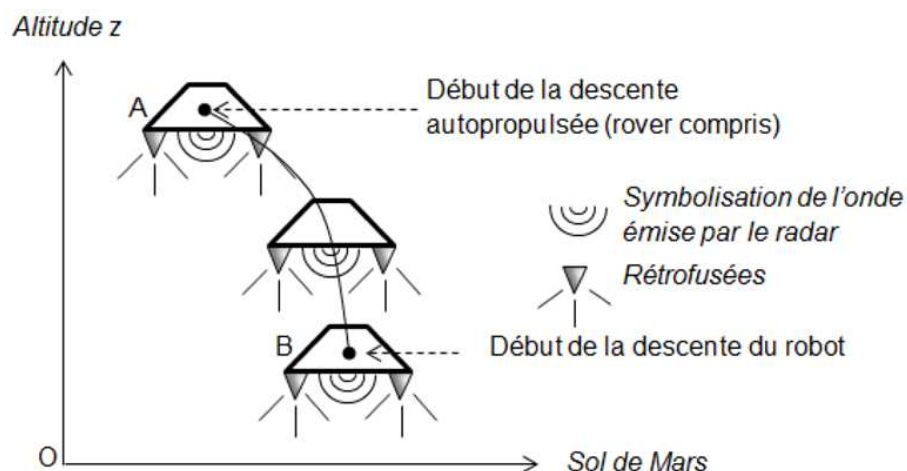 Altitude z
A
Début de la descente
autopropulsée (rover compris)
Symbolisation de l'onde
émise par le radar
Rétrofusées
B
Début de la descente du robot
O
Sol de Mars